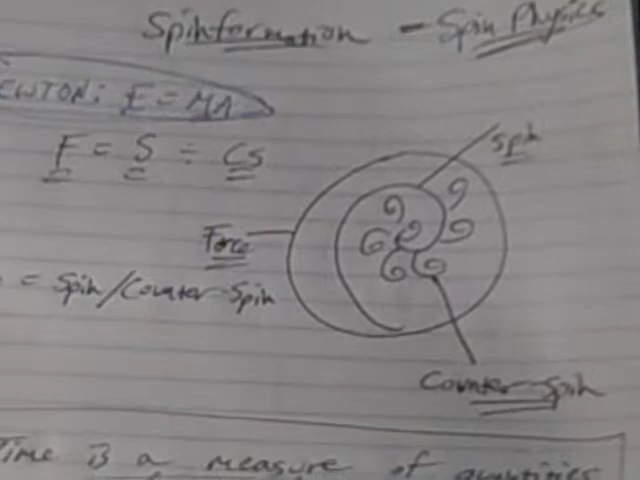 Spinformation - Spin Physics
EWTON: F = MA
F = S ÷ CS
Spin
Force
= Spin/Counter-Spin
Counter-Spin
Time is a measure of quantities